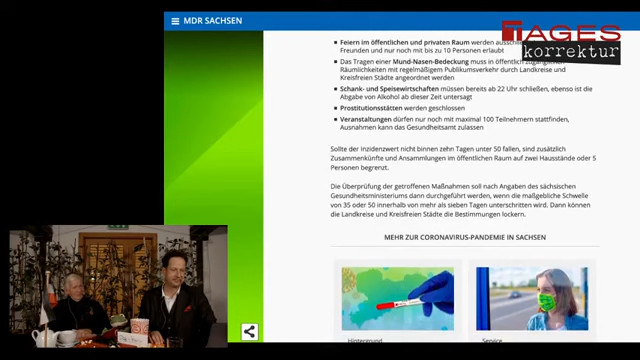 MDR SACHSEN
TAGES
korrektur
Feiern im öffentlichen und privaten Raum werden
Freunden und nur noch mit bis zu 10 Personen erlaubt
Das Tragen einer Mund-Nasen-Bedeckung muss in öffentlich
Räumlichkeiten mit regelmäßigem Publikumsverkehr durch Landkreise und
Kreisfreien Städte angeordnet werden
Schank- und Speisewirtschaften müssen bereits ab 22 Uhr schließen, ebenso ist die
Abgabe von Alkohol ab dieser Zeit untersagt
Prostitutionsstätten werden geschlossen
Veranstaltungen dürfen nur noch mit maximal 100 Teilnehmern stattfinden,
Ausnahmen kann das Gesundheitsamt zulassen
Sollte der Inzidenzwert nicht binnen zehn Tagen unter 50 fallen, sind zusätzlich
Zusammenkünfte und Ansammlungen im öffentlichen Raum auf zwei Hausstände oder 5
Personen begrenzt.
Die Überprüfung der getroffenen Maßnahmen soll nach Angaben des sächsischen
Gesundheitsministeriums dann durchgeführt werden, wenn die maßgebliche Schwelle
von 35 oder 50 innerhalb von mehr als sieben Tagen unterschritten wird. Dann können
die Landkreise und Kreisfreien Städte die Bestimmungen lockern.
MEHR ZUR CORONAVIRUS-PANDEMIE IN SACHSEN
Hintergrund
Service